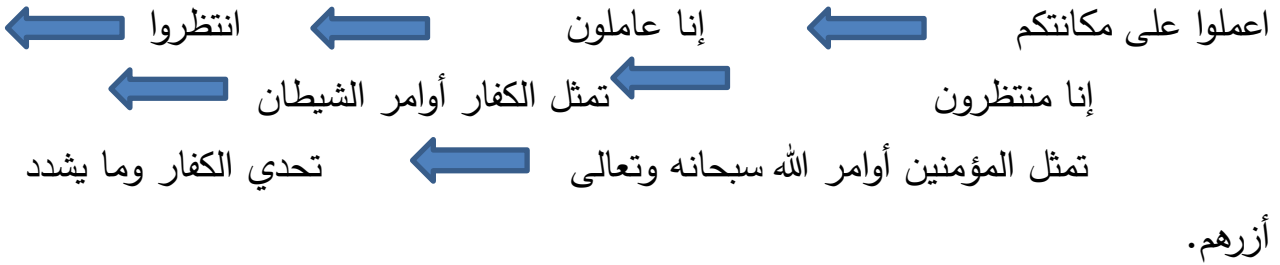 اعملوا على مكانتكم إنا عاملون انتظروا
إنا منتظرون تمثل الكفار أوامر الشيطان
تمثل المؤمنين أوامر الله سبحانه وتعالى تحدي الكفار وما يشدد
أزرهم.